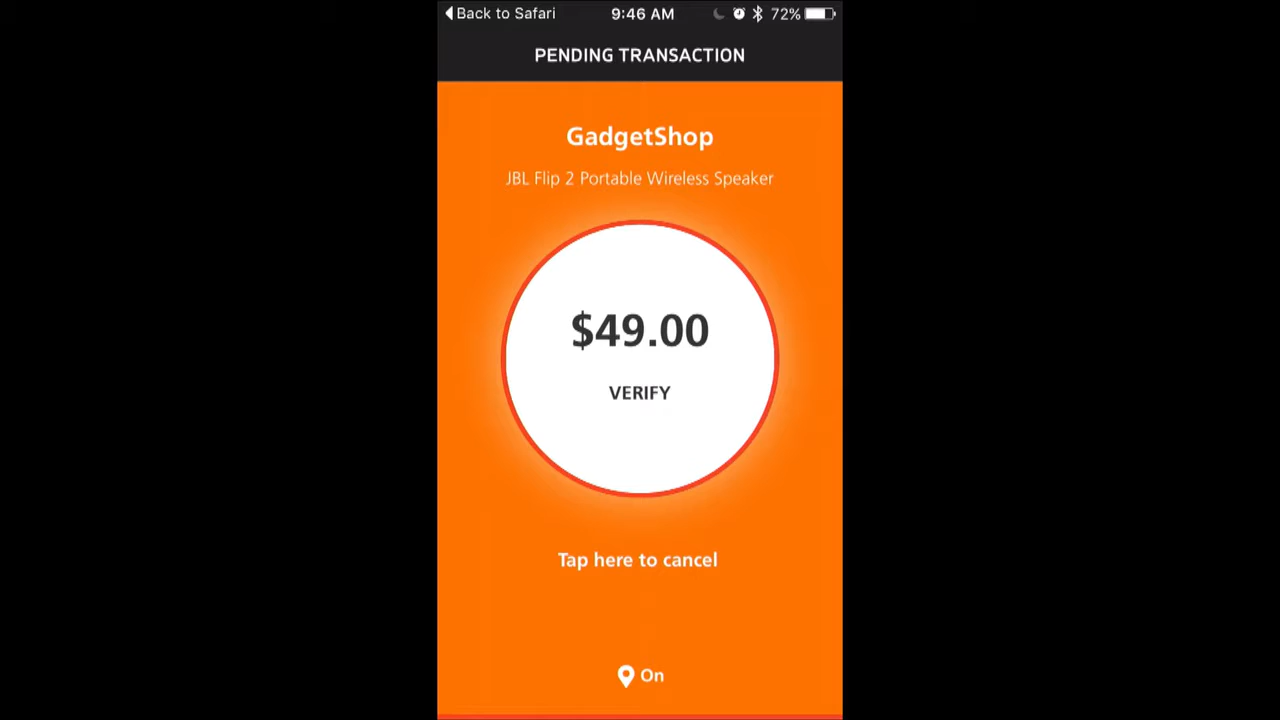 Back to Safari 9:46 AM 72%
PENDING TRANSACTION
GadgetShop
JBL Flip 2 Portable Wireless Speaker
$49.00
VERIFY
Tap here to cancel
On